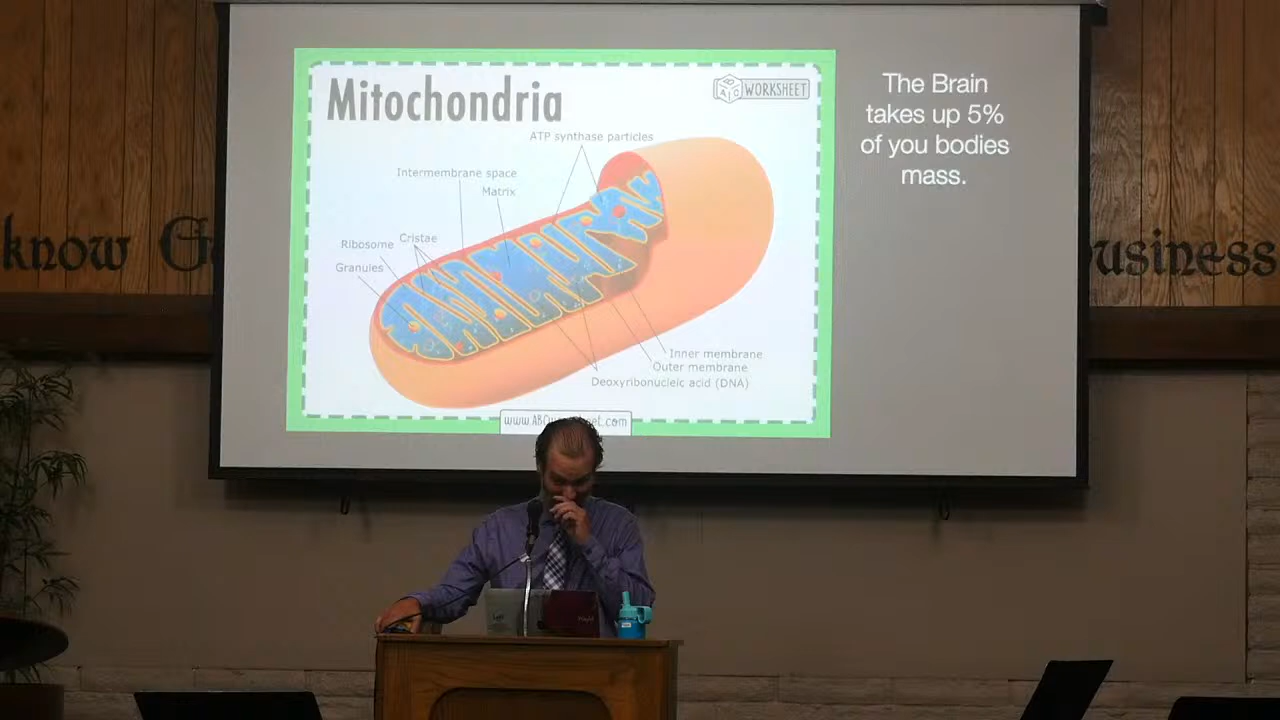 Mitochondria
WORKSHEET
ATP synthase particles
Intermembrane space
Matrix
Ribosome
Cristae
Granules
Inner membrane
Outer membrane
Deoxyribonucleic acid (DNA)
The Brain
takes up 5%
of you bodies
mass.
know
usiness